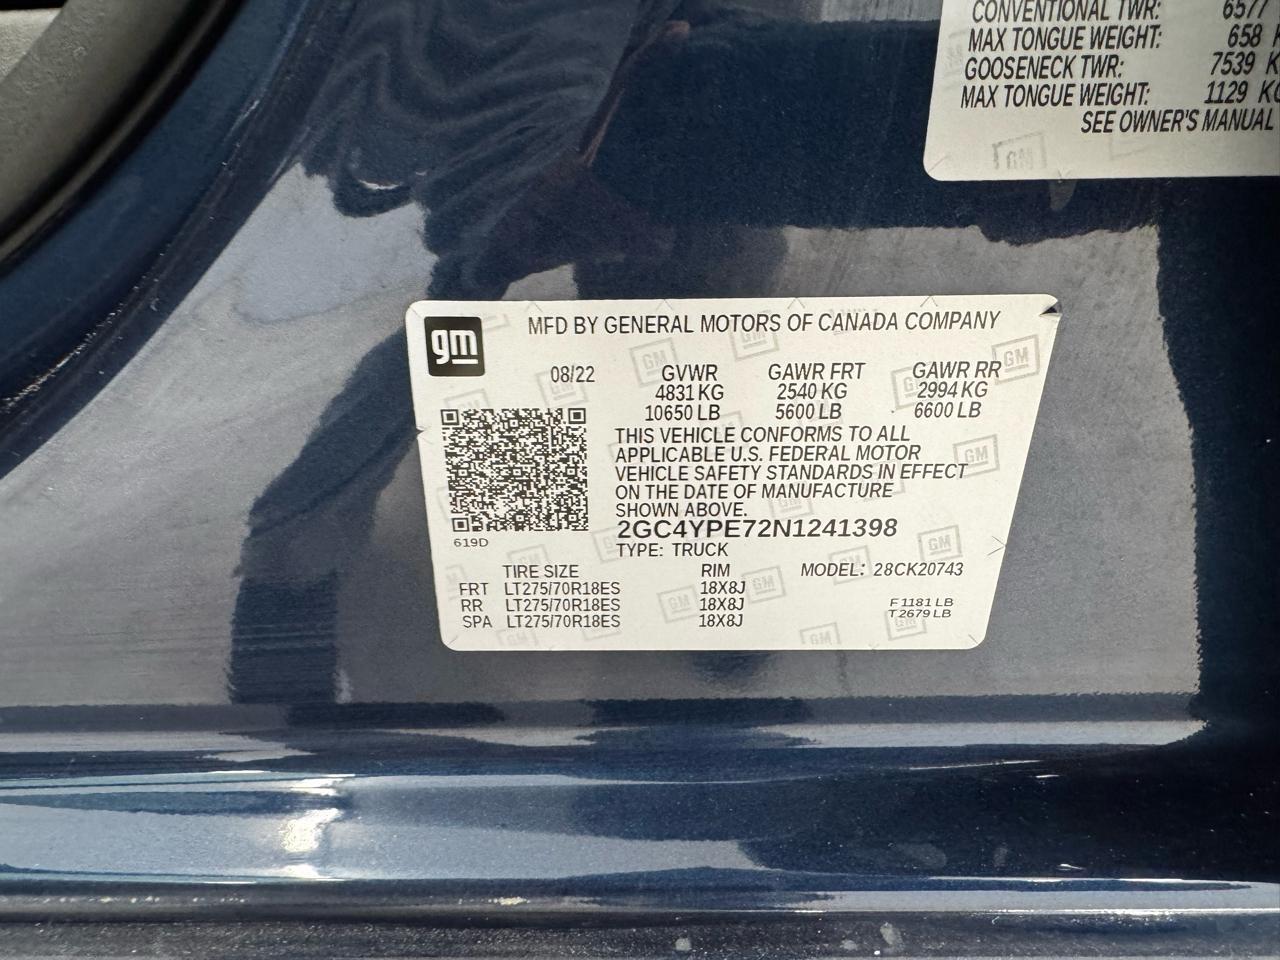 CONVENTIONAL TWR: 6577
MAX TONGUE WEIGHT: 658 K
GOOSENECK TWR: 7539 K
MAX TONGUE WEIGHT: 1129 KG
SEE OWNER'S MANUAL
GM
gm
MFD BY GENERAL MOTORS OF CANADA COMPANY
08/22 GVWR GAWR FRT GAWR RR
4831 KG 2540 KG 2994 KG
10650 LB 5600 LB 6600 LB
THIS VEHICLE CONFORMS TO ALL
APPLICABLE U.S. FEDERAL MOTOR
VEHICLE SAFETY STANDARDS IN EFFECT
ON THE DATE OF MANUFACTURE
SHOWN ABOVE.
2GC4YPE72N1241398
619D
TYPE: TRUCK
TIRE SIZE RIM MODEL: 28CK20743
FRT LT275/70R18ES 18X8J
RR LT275/70R18ES 18X8J F 1181 LB
SPA LT275/70R18ES 18X8J T 2679 LB